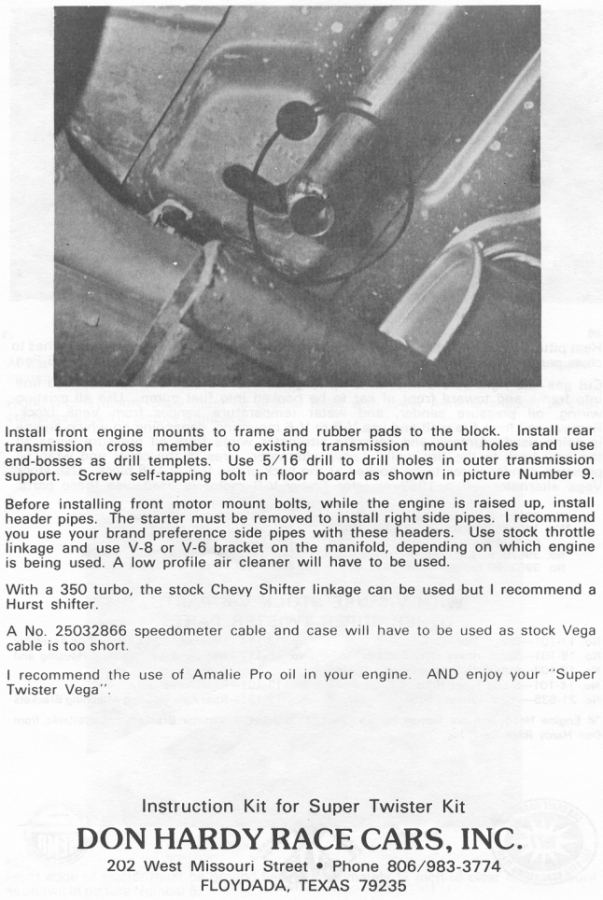 Install front engine mounts to frame and rubber pads to the block. Install rear
transmission cross member to existing transmission mount holes and use
end-bosses as drill templets. Use 5/16 drill to drill holes in outer transmission
support. Screw self-tapping bolt in floor board as shown in picture Number 9.
Before installing front motor mount bolts, while the engine is raised up, install
header pipes. The starter must be removed to install right side pipes. I recommend
you use your brand preference side pipes with these headers. Use stock throttle
linkage and use V-8 or V-6 bracket on the manifold, depending on which engine
is being used. A low profile air cleaner will have to be used.
With a 350 turbo, the stock Chevy Shifter linkage can be used but I recommend a
Hurst shifter.
A No. 25032866 speedometer cable and case will have to be used as stock Vega
cable is too short.
I recommend the use of Amalie Pro oil in your engine. AND enjoy your "Super
Twister Vega".
Instruction Kit for Super Twister Kit
DON HARDY RACE CARS, INC.
202 West Missouri Street • Phone 806/983-3774
FLOYDADA, TEXAS 79235